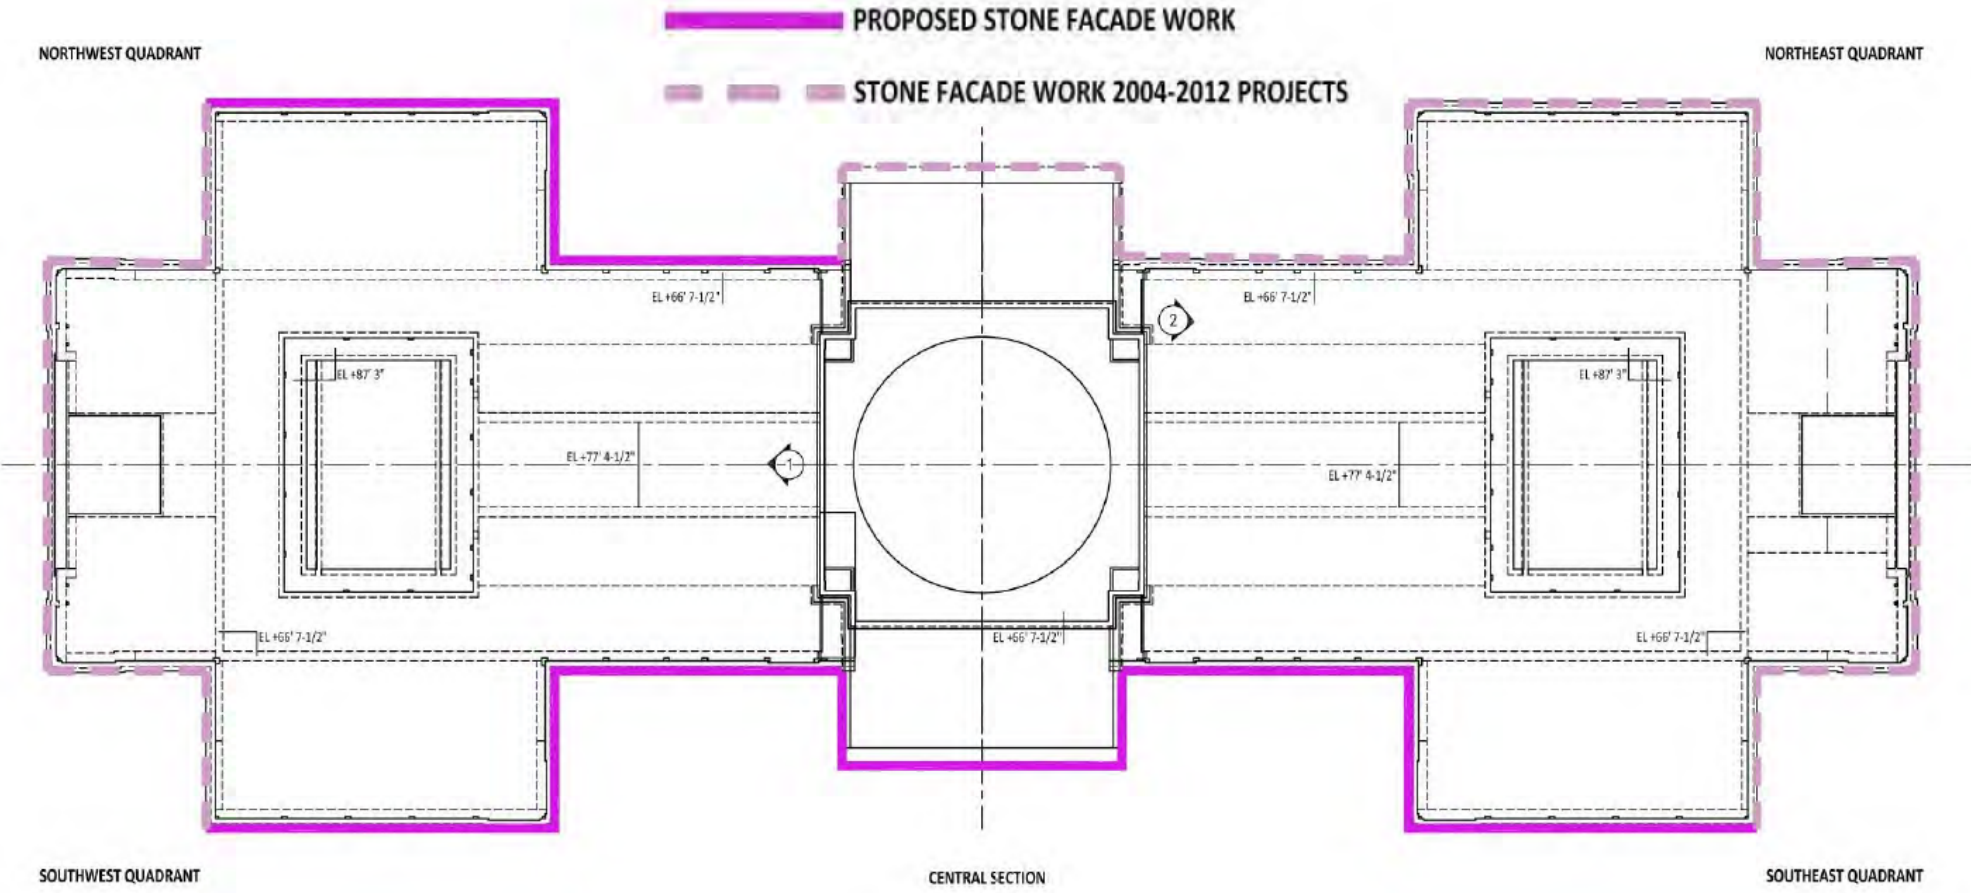 PROPOSED STONE FACADE WORK
NORTHWEST QUADRANT
NORTHEAST QUADRANT
STONE FACADE WORK 2004-2012 PROJECTS
EL +66' 7-1/2"
EL +66' 7-1/2"
2
EL +87' 3"
EL +87' 3"
EL +77' 4-1/2"
1
EL +77' 4-1/2"
EL +66' 7-1/2"
EL +66' 7-1/2"
EL +66' 7-1/2"
SOUTHWEST QUADRANT
CENTRAL SECTION
SOUTHEAST QUADRANT